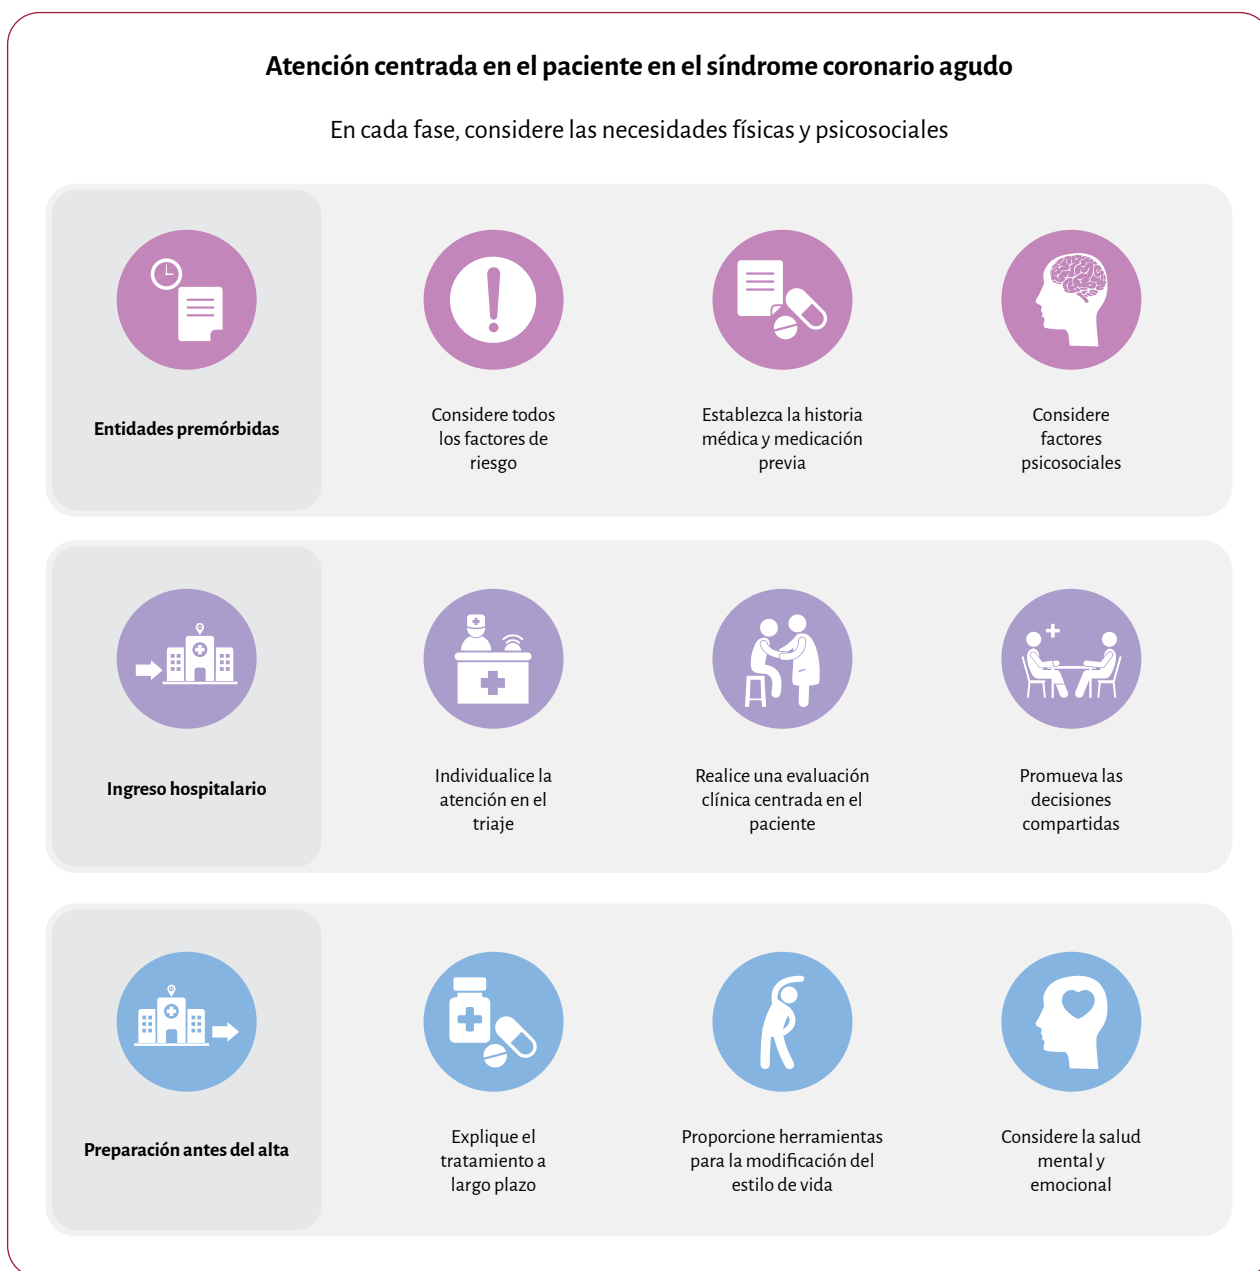 Atención centrada en el paciente en el síndrome coronario agudo
En cada fase, considere las necesidades físicas y psicosociales
Entidades premórbidas
Considere todos
los factores de
riesgo
Establezca la historia
médica y medicación
previa
Considere
factores
psicosociales
Ingreso hospitalario
Individualice la
atención en el
triaje
Realice una evaluación
clínica centrada en el
paciente
Promueva las
decisiones
compartidas
Preparación antes del alta
Explique el
tratamiento a
largo plazo
Proporcione herramientas
para la modificación del
estilo de vida
Considere la salud
mental y
emocional